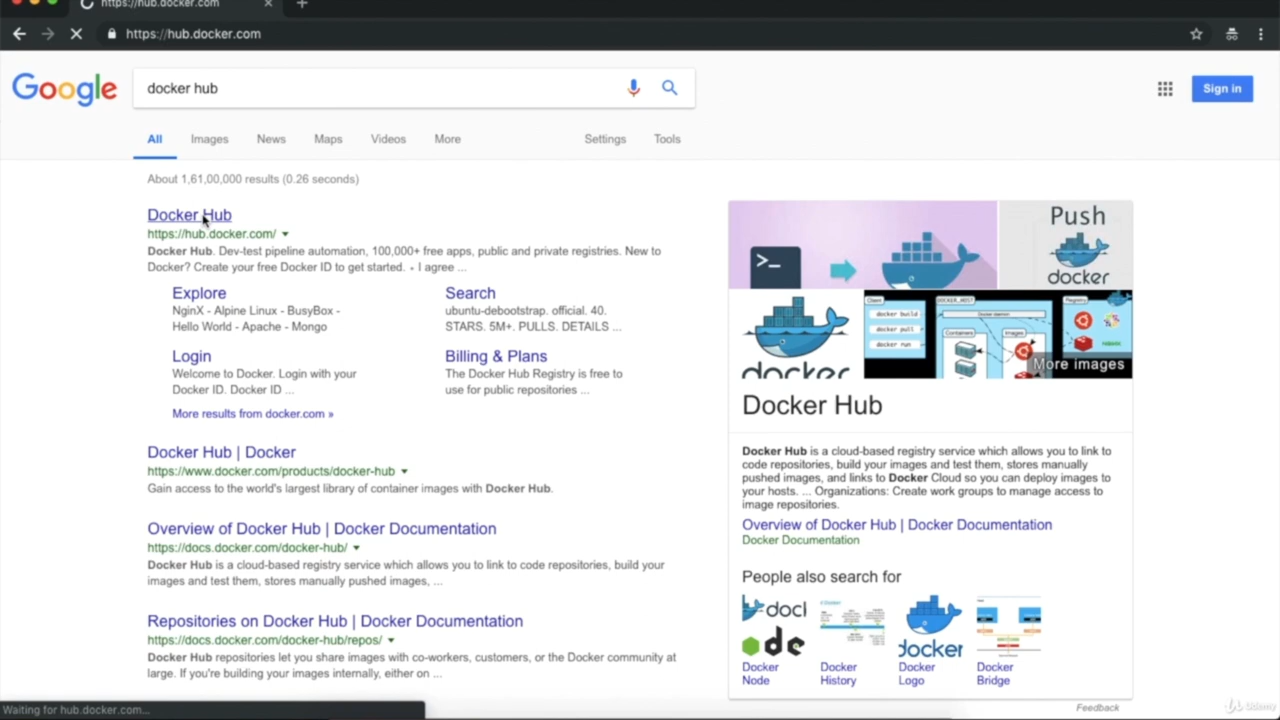 https://hub.docker.com
https://hub.docker.com
Google
docker hub
Sign in
All Images News Maps Videos More Settings Tools
About 1,61,00,000 results (0.26 seconds)
Docker Hub
https://hub.docker.com/
Docker Hub. Dev-test pipeline automation, 100,000+ free apps, public and private registries. New to
Docker? Create your free Docker ID to get started. • I agree ...
Explore
NginX - Alpine Linux - BusyBox -
Hello World - Apache - Mongo
Search
ubuntu-debootstrap. official. 40.
STARS. 5M+. PULLS. DETAILS ...
Login
Welcome to Docker. Login with your
Docker ID. Docker ID ...
Billing & Plans
The Docker Hub Registry is free to
use for public repositories ...
More results from docker.com »
Docker Hub | Docker
https://www.docker.com/products/docker-hub
Gain access to the world's largest library of container images with Docker Hub.
Overview of Docker Hub | Docker Documentation
https://docs.docker.com/docker-hub/
Docker Hub is a cloud-based registry service which allows you to link to code repositories, build your
images and test them, stores manually pushed images, ...
Repositories on Docker Hub | Docker Documentation
https://docs.docker.com/docker-hub/repos/
Docker Hub repositories let you share images with co-workers, customers, or the Docker community at
large. If you're building your images internally, either on ...
>_
Push
docker
docker
Client
docker build
docker pull
docker run
DOCKER_HOST
Docker daemon
Containers
Images
Registry
More images
Docker Hub
Docker Hub is a cloud-based registry service which allows you to link to
code repositories, build your images and test them, stores manually
pushed images, and links to Docker Cloud so you can deploy images to
your hosts. ... Organizations: Create work groups to manage access to
image repositories.
Overview of Docker Hub | Docker Documentation
Docker Documentation
People also search for
docker
Docker
Node
Docker
History
Docker
Logo
Docker
Bridge
Feedback
Waiting for hub.docker.com...
Udemy